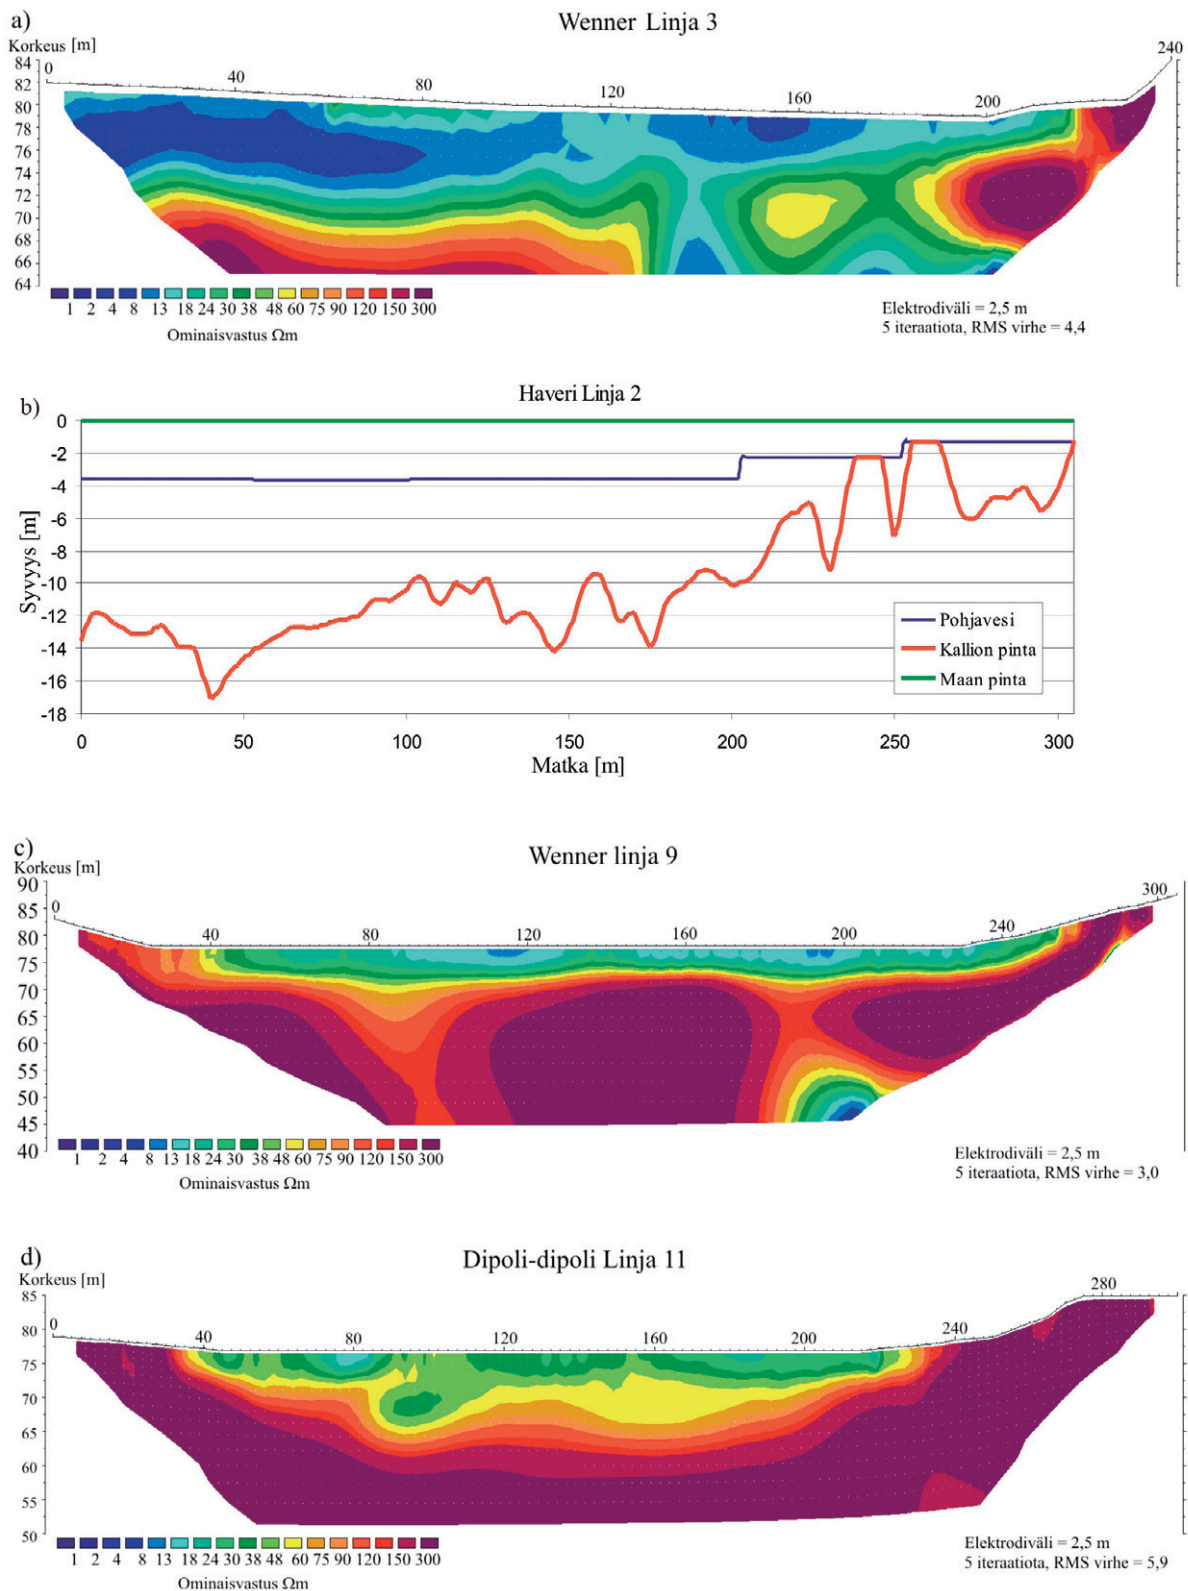 a)
Wenner Linja 3
Korkeus [m]
84
82
80
78
76
74
72
70
68
66
64
0
40
80
120
160
200
240
1 2 4 8 13 18 24 30 38 48 60 75 90 120 150 300
Ominaisvastus Ωm
Elektrodiväli = 2,5 m
5 iteraatiota, RMS virhe = 4,4
b)
Haveri Linja 2
Syvyys [m]
0
-2
-4
-6
-8
-10
-12
-14
-16
-18
Pohjavesi
Kallion pinta
Maan pinta
0 50 100 150 200 250 300
Matka [m]
c)
Wenner linja 9
Korkeus [m]
90
85
80
75
70
65
60
55
50
45
40
0
40
80
120
160
200
240
300
1 2 4 8 13 18 24 30 38 48 60 75 90 120 150 300
Ominaisvastus Ωm
Elektrodiväli = 2,5 m
5 iteraatiota, RMS virhe = 3,0
d)
Dipoli-dipoli Linja 11
Korkeus [m]
85
80
75
70
65
60
55
50
0
40
80
120
160
200
240
280
1 2 4 8 13 18 24 30 38 48 60 75 90 120 150 300
Ominaisvastus Ωm
Elektrodiväli = 2,5 m
5 iteraatiota, RMS virhe = 5,9